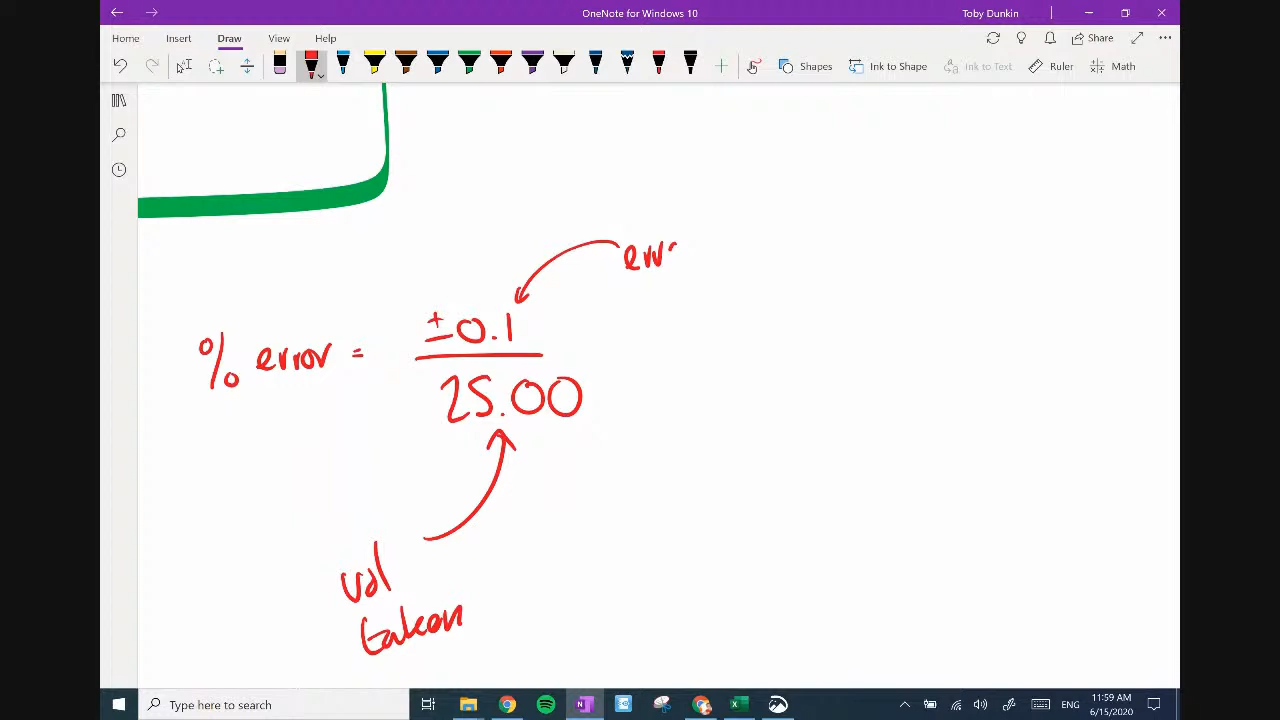 OneNote for Windows 10
Toby Dunkin
Home Insert Draw View Help
Share
Shapes Ink to Shape Ink to Text Ruler Math
err
% error = ±0.1
25.00
vol
taken
Type here to search
ENG
11:59 AM
6/15/2020